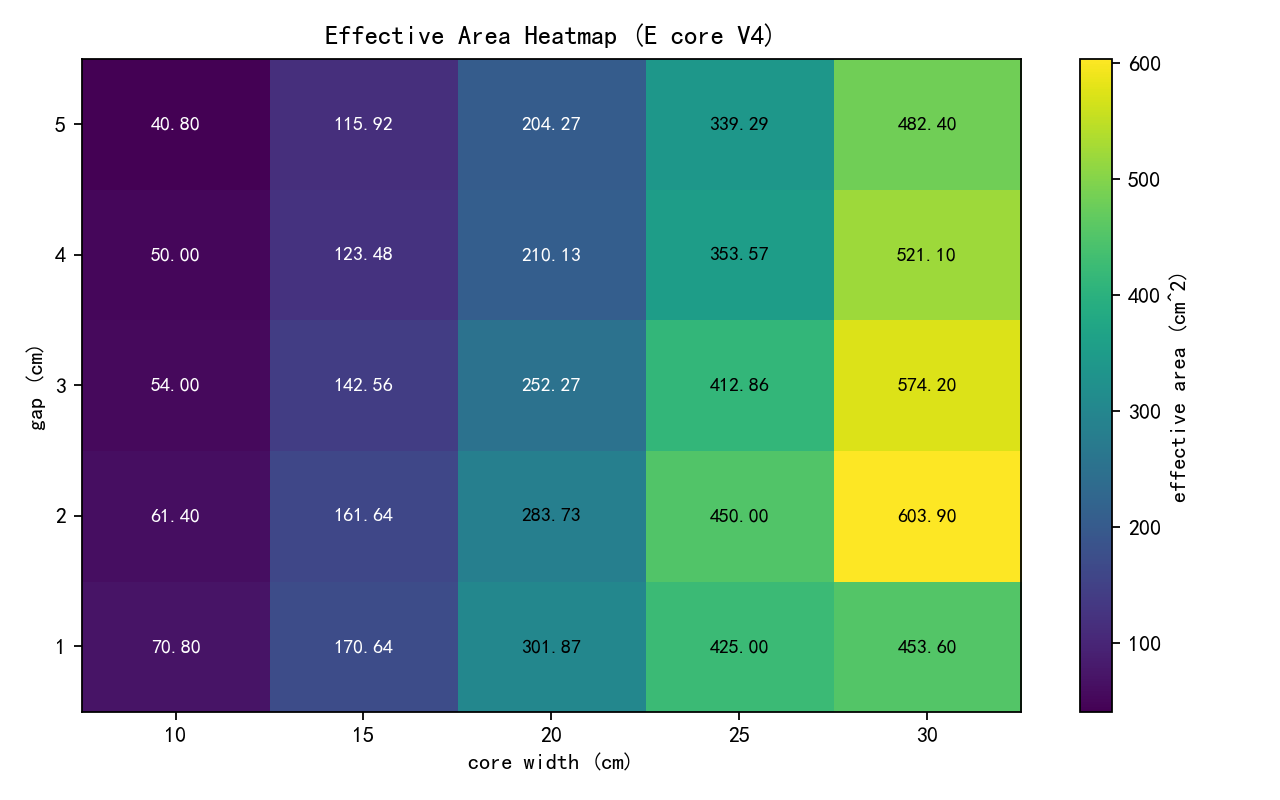 Effective Area Heatmap (E core V4)
5 40.80 115.92 204.27 339.29 482.40
4 50.00 123.48 210.13 353.57 521.10
3 54.00 142.56 252.27 412.86 574.20
2 61.40 161.64 283.73 450.00 603.90
1 70.80 170.64 301.87 425.00 453.60
10 15 20 25 30
core width (cm)
gap (cm)
600
500
400
300
200
100
effective area (cm^2)